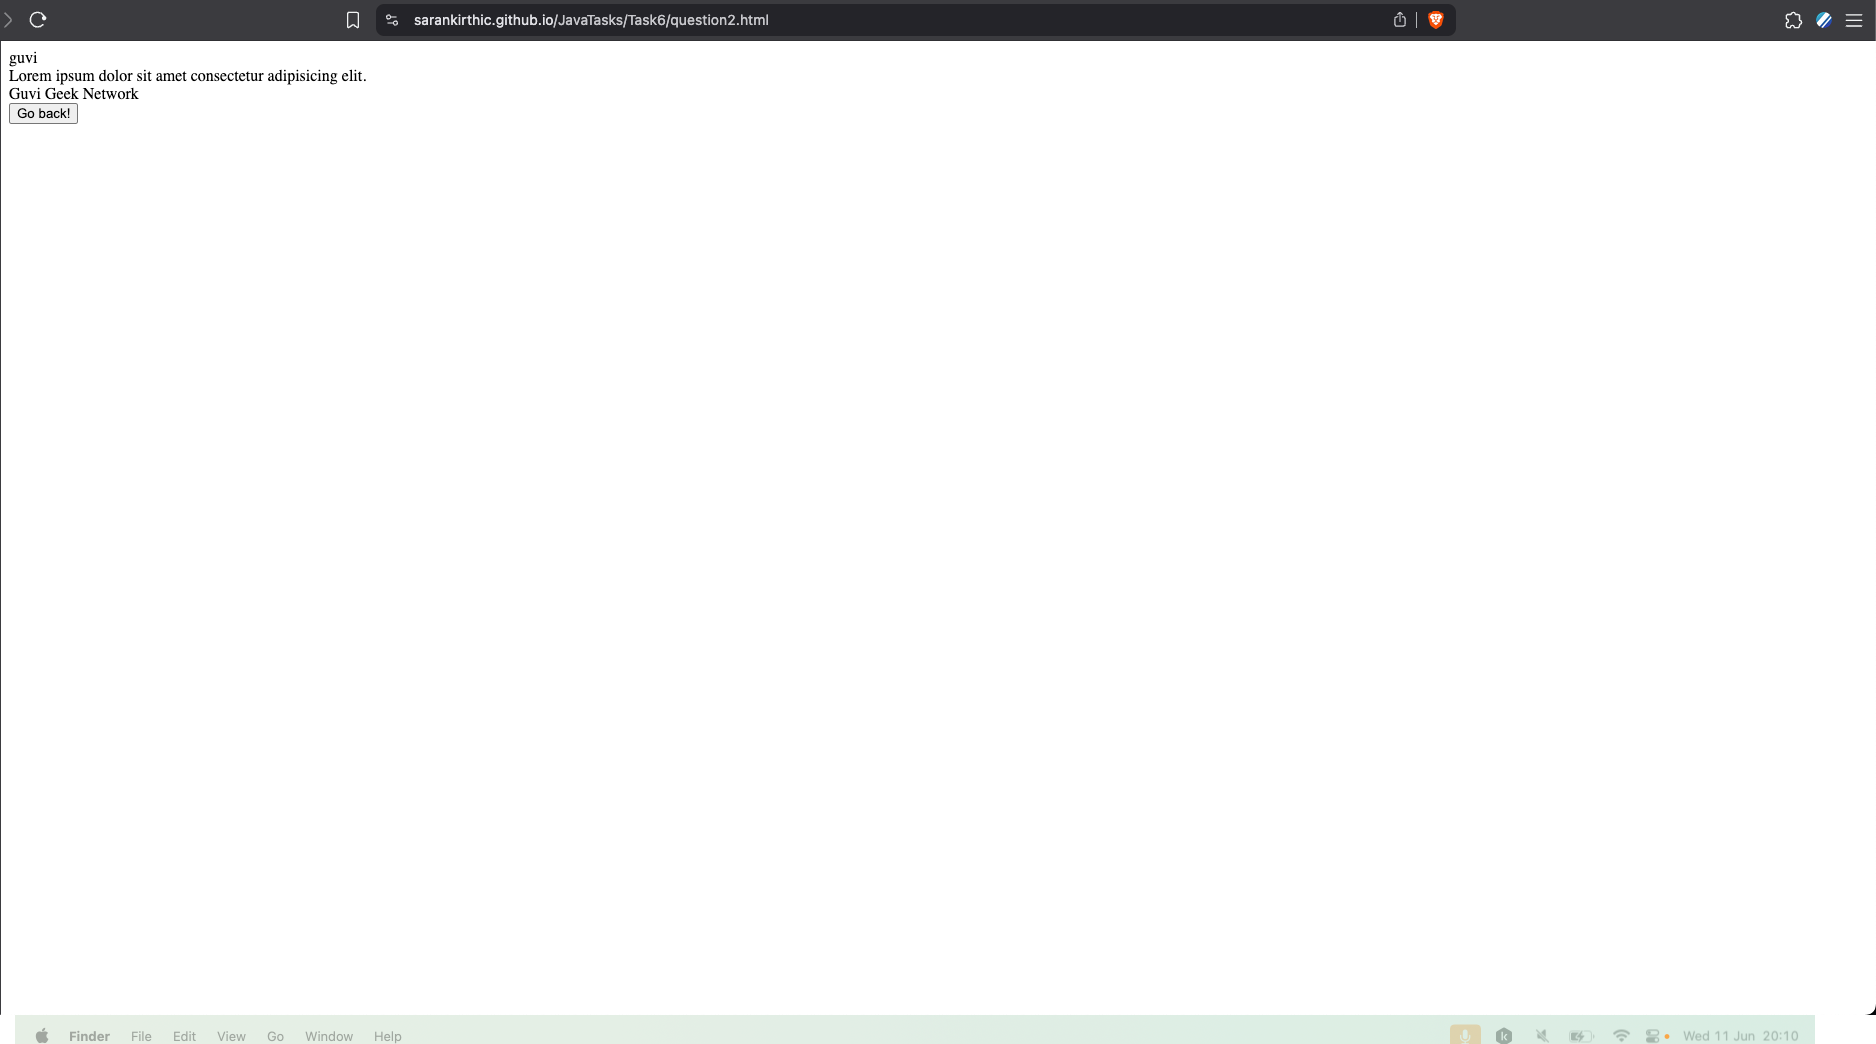 sarankirthic.github.io/JavaTasks/Task6/question2.html
guvi
Lorem ipsum dolor sit amet consectetur adipisicing elit.
Guvi Geek Network
Go back!
Finder File Edit View Go Window Help Wed 11 Jun 20:10